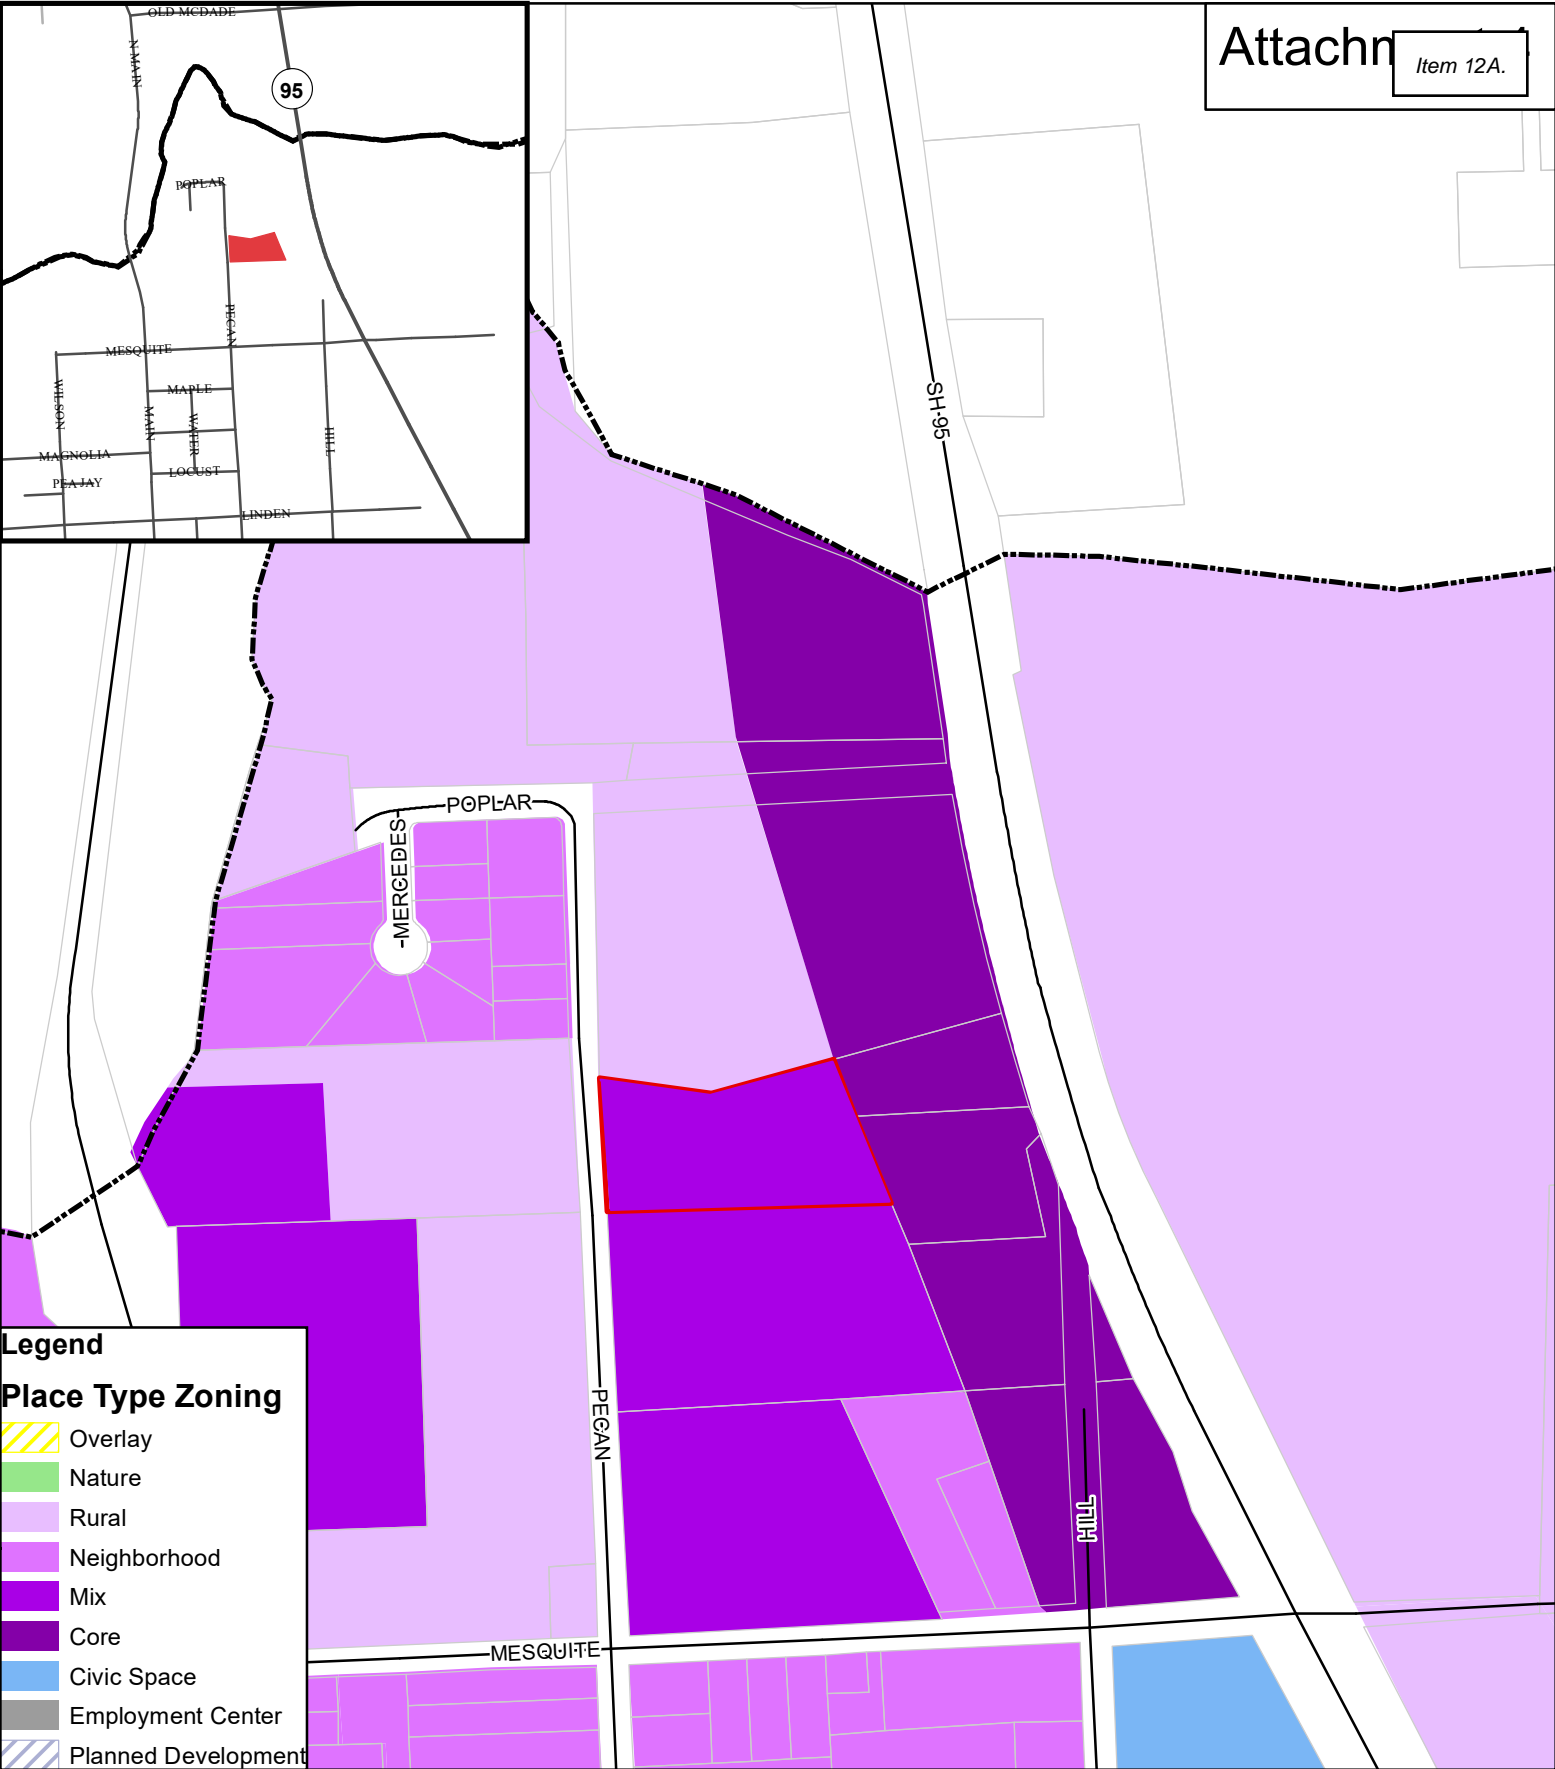 OLD MCDADE
N MAIN
95
POPLAR
PECAN
MESQUITE
WILSON
MAPLE
MAIN
WATER
HILL
MAGNOLIA
LOCUST
PEA JAY
LINDEN
Attachm
Item 12A.
SH-95
POPLAR
MERCEDES
PECAN
HILL
MESQUITE
Legend
Place Type Zoning
Overlay
Nature
Rural
Neighborhood
Mix
Core
Civic Space
Employment Center
Planned Development